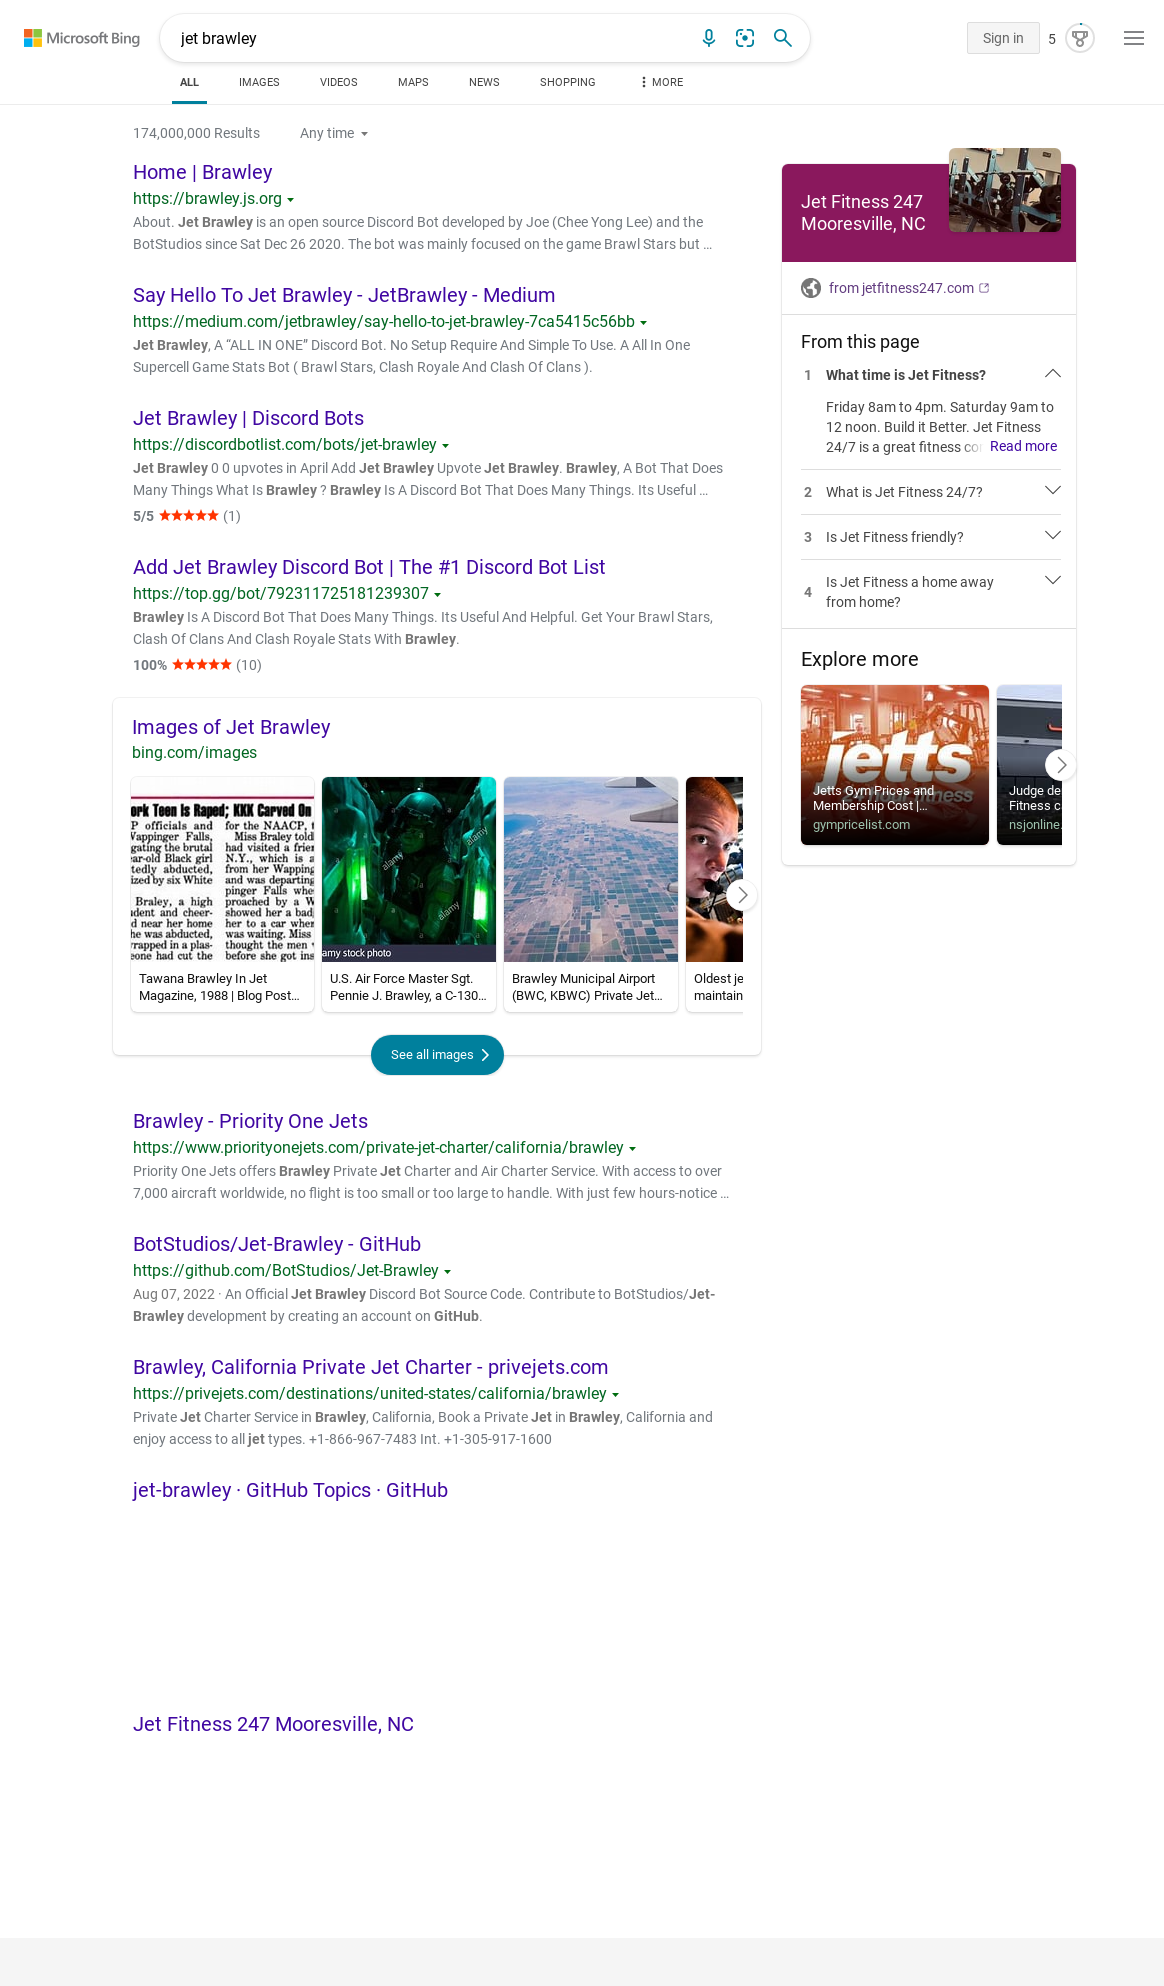 Microsoft Bing
jet brawley
Sign in
5
ALL
IMAGES
VIDEOS
MAPS
NEWS
SHOPPING
MORE
174,000,000 Results
Any time
Home | Brawley
https://brawley.js.org
About. Jet Brawley is an open source Discord Bot developed by Joe (Chee Yong Lee) and the
BotStudios since Sat Dec 26 2020. The bot was mainly focused on the game Brawl Stars but …
Say Hello To Jet Brawley - JetBrawley - Medium
https://medium.com/jetbrawley/say-hello-to-jet-brawley-7ca5415c56bb
Jet Brawley, A “ALL IN ONE” Discord Bot. No Setup Require And Simple To Use. A All In One
Supercell Game Stats Bot ( Brawl Stars, Clash Royale And Clash Of Clans ).
Jet Brawley | Discord Bots
https://discordbotlist.com/bots/jet-brawley
Jet Brawley 0 0 upvotes in April Add Jet Brawley Upvote Jet Brawley. Brawley, A Bot That Does
Many Things What Is Brawley ? Brawley Is A Discord Bot That Does Many Things. Its Useful …
5/5 ★★★★★ (1)
Add Jet Brawley Discord Bot | The #1 Discord Bot List
https://top.gg/bot/792311725181239307
Brawley Is A Discord Bot That Does Many Things. Its Useful And Helpful. Get Your Brawl Stars,
Clash Of Clans And Clash Royale Stats With Brawley.
100% ★★★★★ (10)
Images of Jet Brawley
bing.com/images
ork Teen Is Raped; KKK Carved On
P officials and
Wappinger Falls,
gating the brutal
ear-old Black girl
tedly abducted,
ized by six White
Braley, a high
dent and cheer-
d near her home
he was abducted,
wrapped in a plas-
eone had cut the
for the NAACP, t
Miss Braley told
had visited a frie
N.Y., which is a
from her Wapping
and was departing
pinger Falls whe
proached by a W
showed her a bad
her to a car wher
was waiting. Miss
thought the men w
before she got ins
Tawana Brawley In Jet
Magazine, 1988 | Blog Post…
alamy
alamy
alamy
a
a
a
a
amy stock photo
U.S. Air Force Master Sgt.
Pennie J. Brawley, a C-130…
Brawley Municipal Airport
(BWC, KBWC) Private Jet…
Oldest je
maintain
See all images
Brawley - Priority One Jets
https://www.priorityonejets.com/private-jet-charter/california/brawley
Priority One Jets offers Brawley Private Jet Charter and Air Charter Service. With access to over
7,000 aircraft worldwide, no flight is too small or too large to handle. With just few hours-notice …
BotStudios/Jet-Brawley - GitHub
https://github.com/BotStudios/Jet-Brawley
Aug 07, 2022 · An Official Jet Brawley Discord Bot Source Code. Contribute to BotStudios/Jet-
Brawley development by creating an account on GitHub.
Brawley, California Private Jet Charter - privejets.com
https://privejets.com/destinations/united-states/california/brawley
Private Jet Charter Service in Brawley, California, Book a Private Jet in Brawley, California and
enjoy access to all jet types. +1-866-967-7483 Int. +1-305-917-1600
jet-brawley · GitHub Topics · GitHub
Jet Fitness 247 Mooresville, NC
Jet Fitness 247
Mooresville, NC
from jetfitness247.com
From this page
1 What time is Jet Fitness?
Friday 8am to 4pm. Saturday 9am to
12 noon. Build it Better. Jet Fitness
24/7 is a great fitness co Read more
2 What is Jet Fitness 24/7?
3 Is Jet Fitness friendly?
4 Is Jet Fitness a home away
from home?
Explore more
jetts
fitness
Jetts Gym Prices and
Membership Cost |…
gympricelist.com
Judge de
Fitness c
nsjonline.